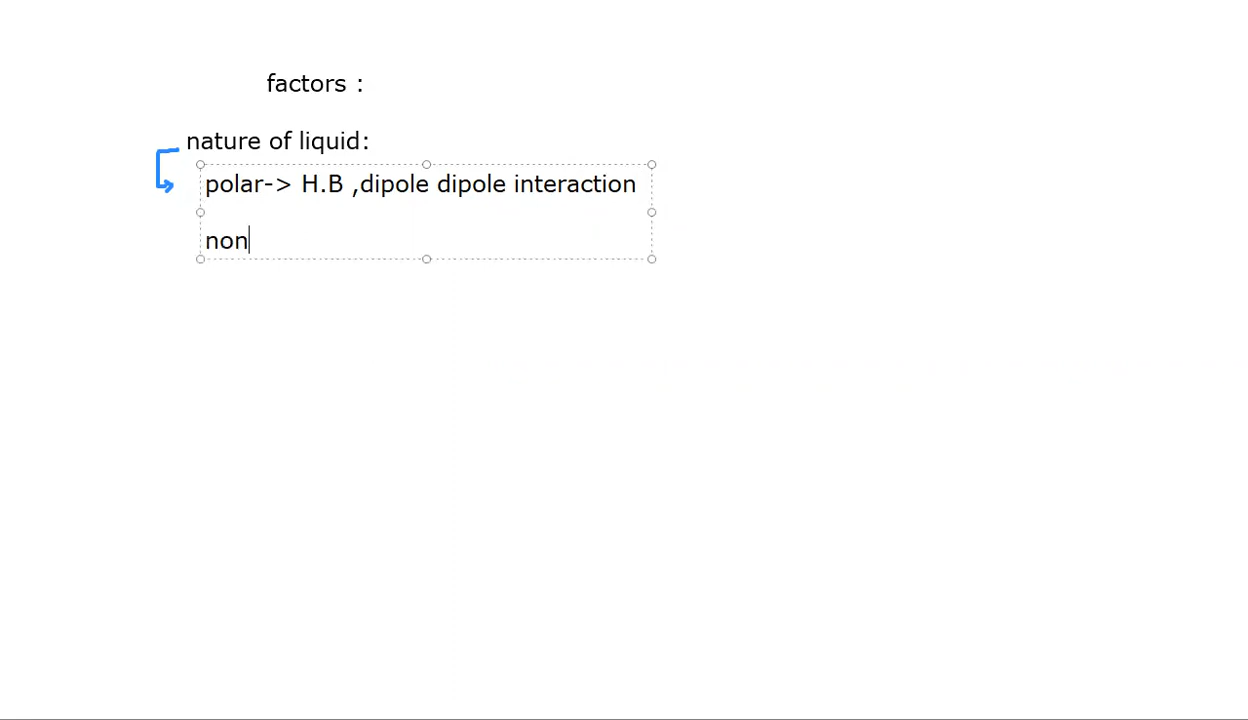 factors :
nature of liquid:
polar-> H.B ,dipole dipole interaction
non